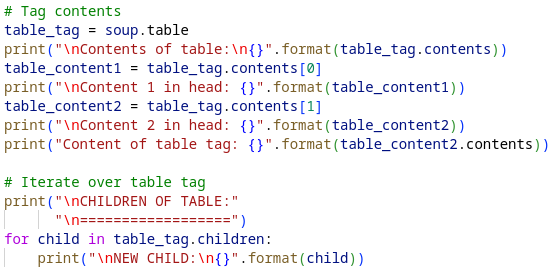 # Tag contents
table_tag = soup.table
print("\nContents of table:\n{}".format(table_tag.contents))
table_content1 = table_tag.contents[0]
print("\nContent 1 in head: {}".format(table_content1))
table_content2 = table_tag.contents[1]
print("\nContent 2 in head: {}".format(table_content2))
print("Content of table tag: {}".format(table_content2.contents))

# Iterate over table tag
print("\nCHILDREN OF TABLE:"
      "\n==================")
for child in table_tag.children:
    print("\nNEW CHILD:\n{}".format(child))